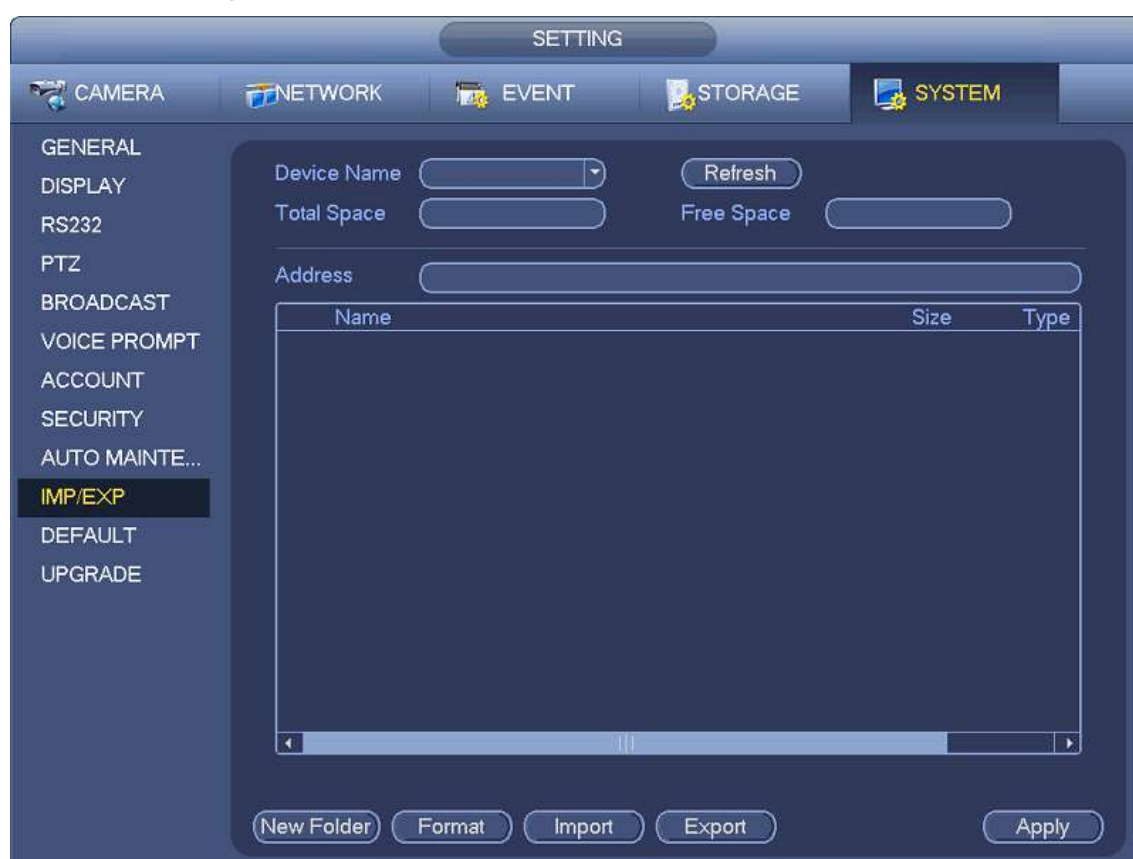 SETTING
CAMERA NETWORK EVENT STORAGE SYSTEM
GENERAL
DISPLAY
RS232
PTZ
BROADCAST
VOICE PROMPT
ACCOUNT
SECURITY
AUTO MAINTE...
IMP/EXP
DEFAULT
UPGRADE
Device Name Refresh
Total Space Free Space
Address
Name Size Type
New Folder Format Import Export Apply